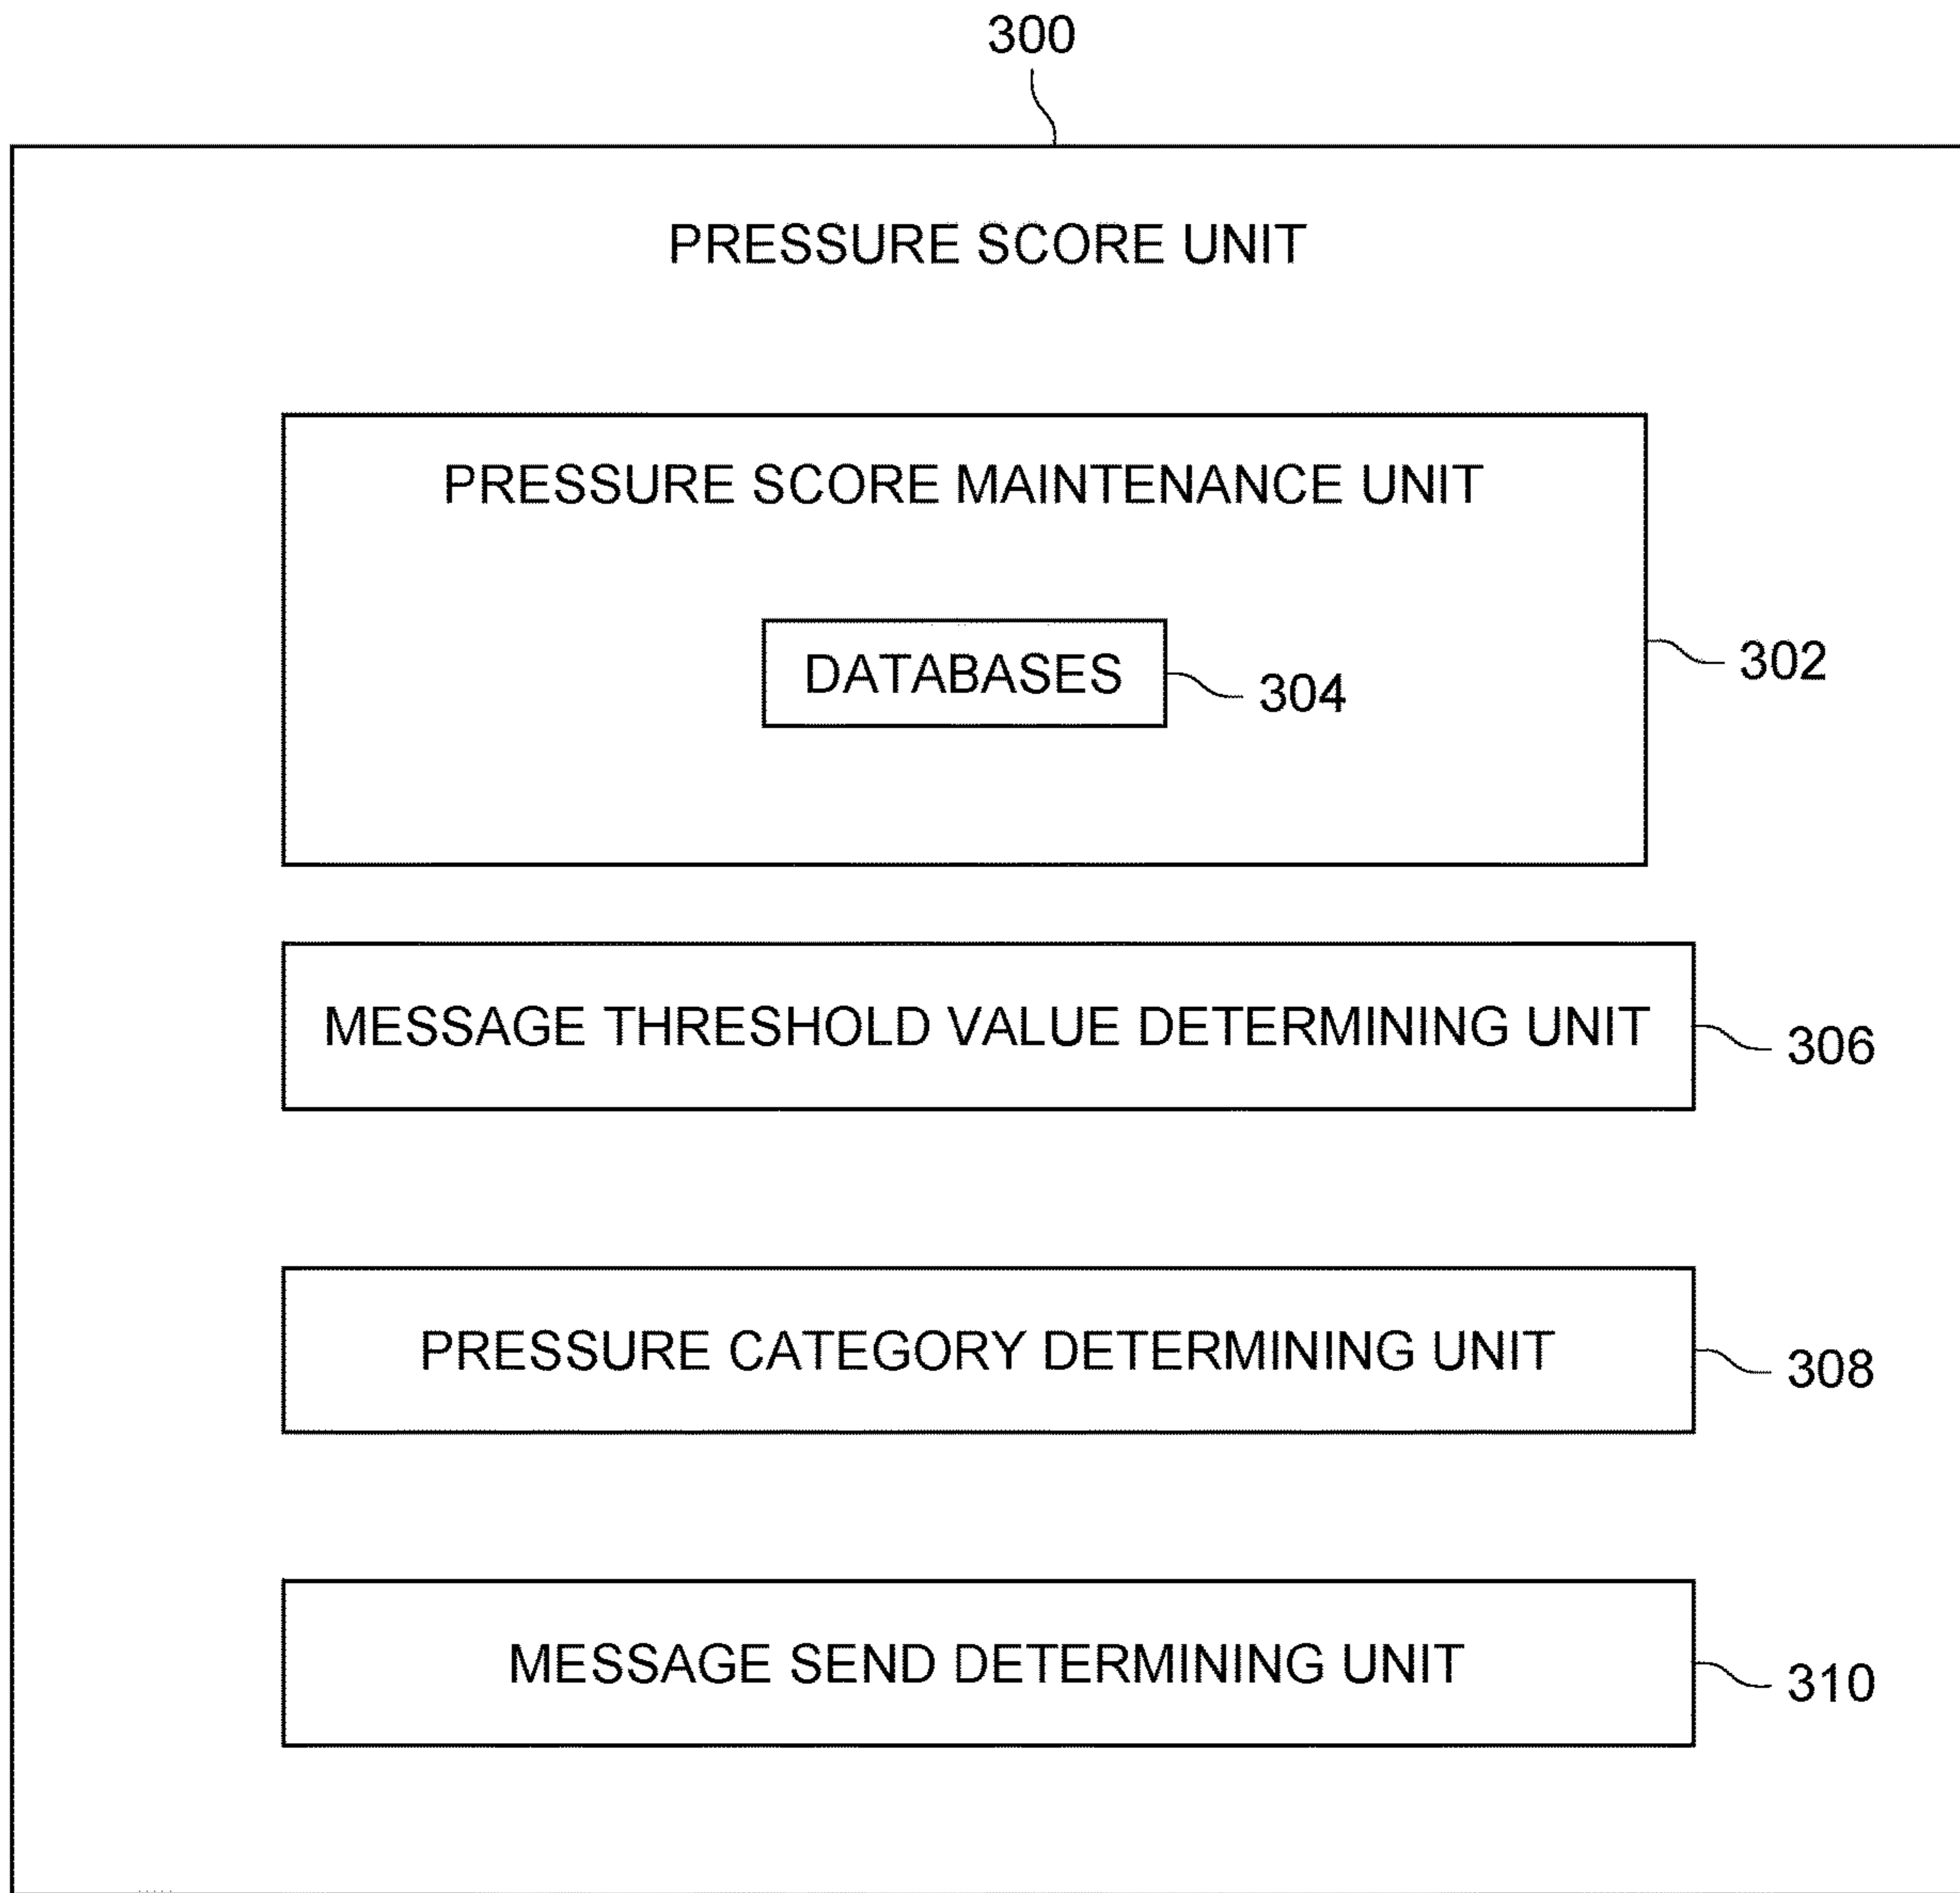 300
PRESSURE SCORE UNIT
PRESSURE SCORE MAINTENANCE UNIT
DATABASES
304
302
MESSAGE THRESHOLD VALUE DETERMINING UNIT
306
PRESSURE CATEGORY DETERMINING UNIT
308
MESSAGE SEND DETERMINING UNIT
310